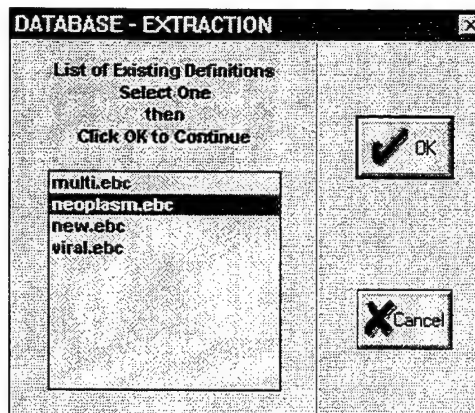 DATABASE - EXTRACTION
List of Existing Definitions
Select One
then
Click OK to Continue
multi.ebc
neoplasm.ebc
new.ebc
viral.ebc
OK
Cancel